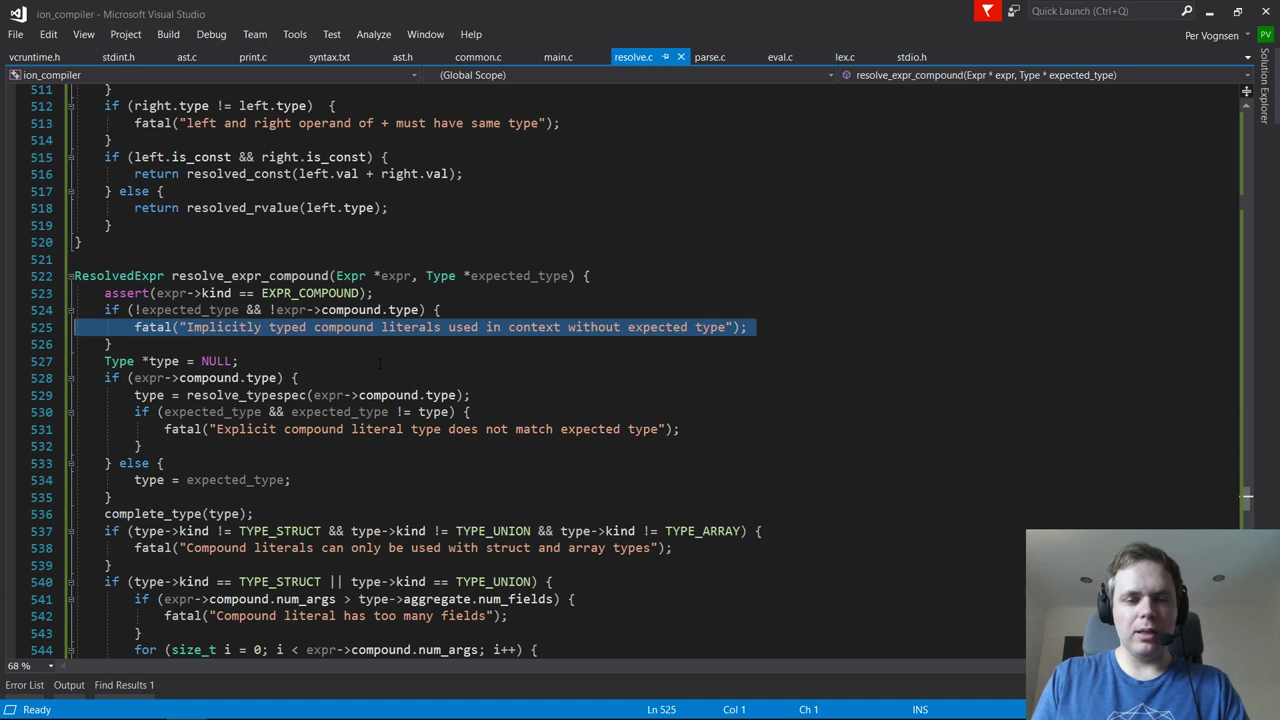 ion_compiler - Microsoft Visual Studio
Quick Launch (Ctrl+Q)
File Edit View Project Build Debug Team Tools Test Analyze Window Help
Per Vognsen PV
vcruntime.h stdint.h ast.c print.c syntax.txt ast.h common.c main.c resolve.c parse.c eval.c lex.c stdio.h
ion_compiler (Global Scope) resolve_expr_compound(Expr * expr, Type * expected_type)
Solution Explorer
511 }
512 if (right.type != left.type) {
513 fatal("left and right operand of + must have same type");
514 }
515 if (left.is_const && right.is_const) {
516 return resolved_const(left.val + right.val);
517 } else {
518 return resolved_rvalue(left.type);
519 }
520 }
521
522 ResolvedExpr resolve_expr_compound(Expr *expr, Type *expected_type) {
523 assert(expr->kind == EXPR_COMPOUND);
524 if (!expected_type && !expr->compound.type) {
525 fatal("Implicitly typed compound literals used in context without expected type");
526 }
527 Type *type = NULL;
528 if (expr->compound.type) {
529 type = resolve_typespec(expr->compound.type);
530 if (expected_type && expected_type != type) {
531 fatal("Explicit compound literal type does not match expected type");
532 }
533 } else {
534 type = expected_type;
535 }
536 complete_type(type);
537 if (type->kind != TYPE_STRUCT && type->kind != TYPE_UNION && type->kind != TYPE_ARRAY) {
538 fatal("Compound literals can only be used with struct and array types");
539 }
540 if (type->kind == TYPE_STRUCT || type->kind == TYPE_UNION) {
541 if (expr->compound.num_args > type->aggregate.num_fields) {
542 fatal("Compound literal has too many fields");
543 }
544 for (size_t i = 0; i < expr->compound.num_args; i++) {
68 %
Error List Output Find Results 1
Ready Ln 525 Col 1 Ch 1 INS